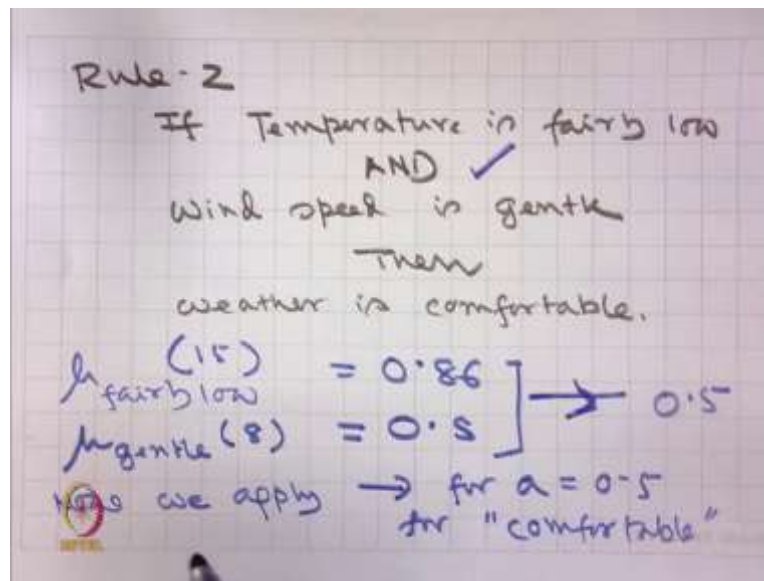 Rule-2
If Temperature is fairly low
AND ✓
wind speed is gentle
Then
weather is comfortable.
μfairly low (15) = 0.86
μgentle (8) = 0.5
] → 0.5
we apply → for a = 0.5
for "comfortable"
NPTEL